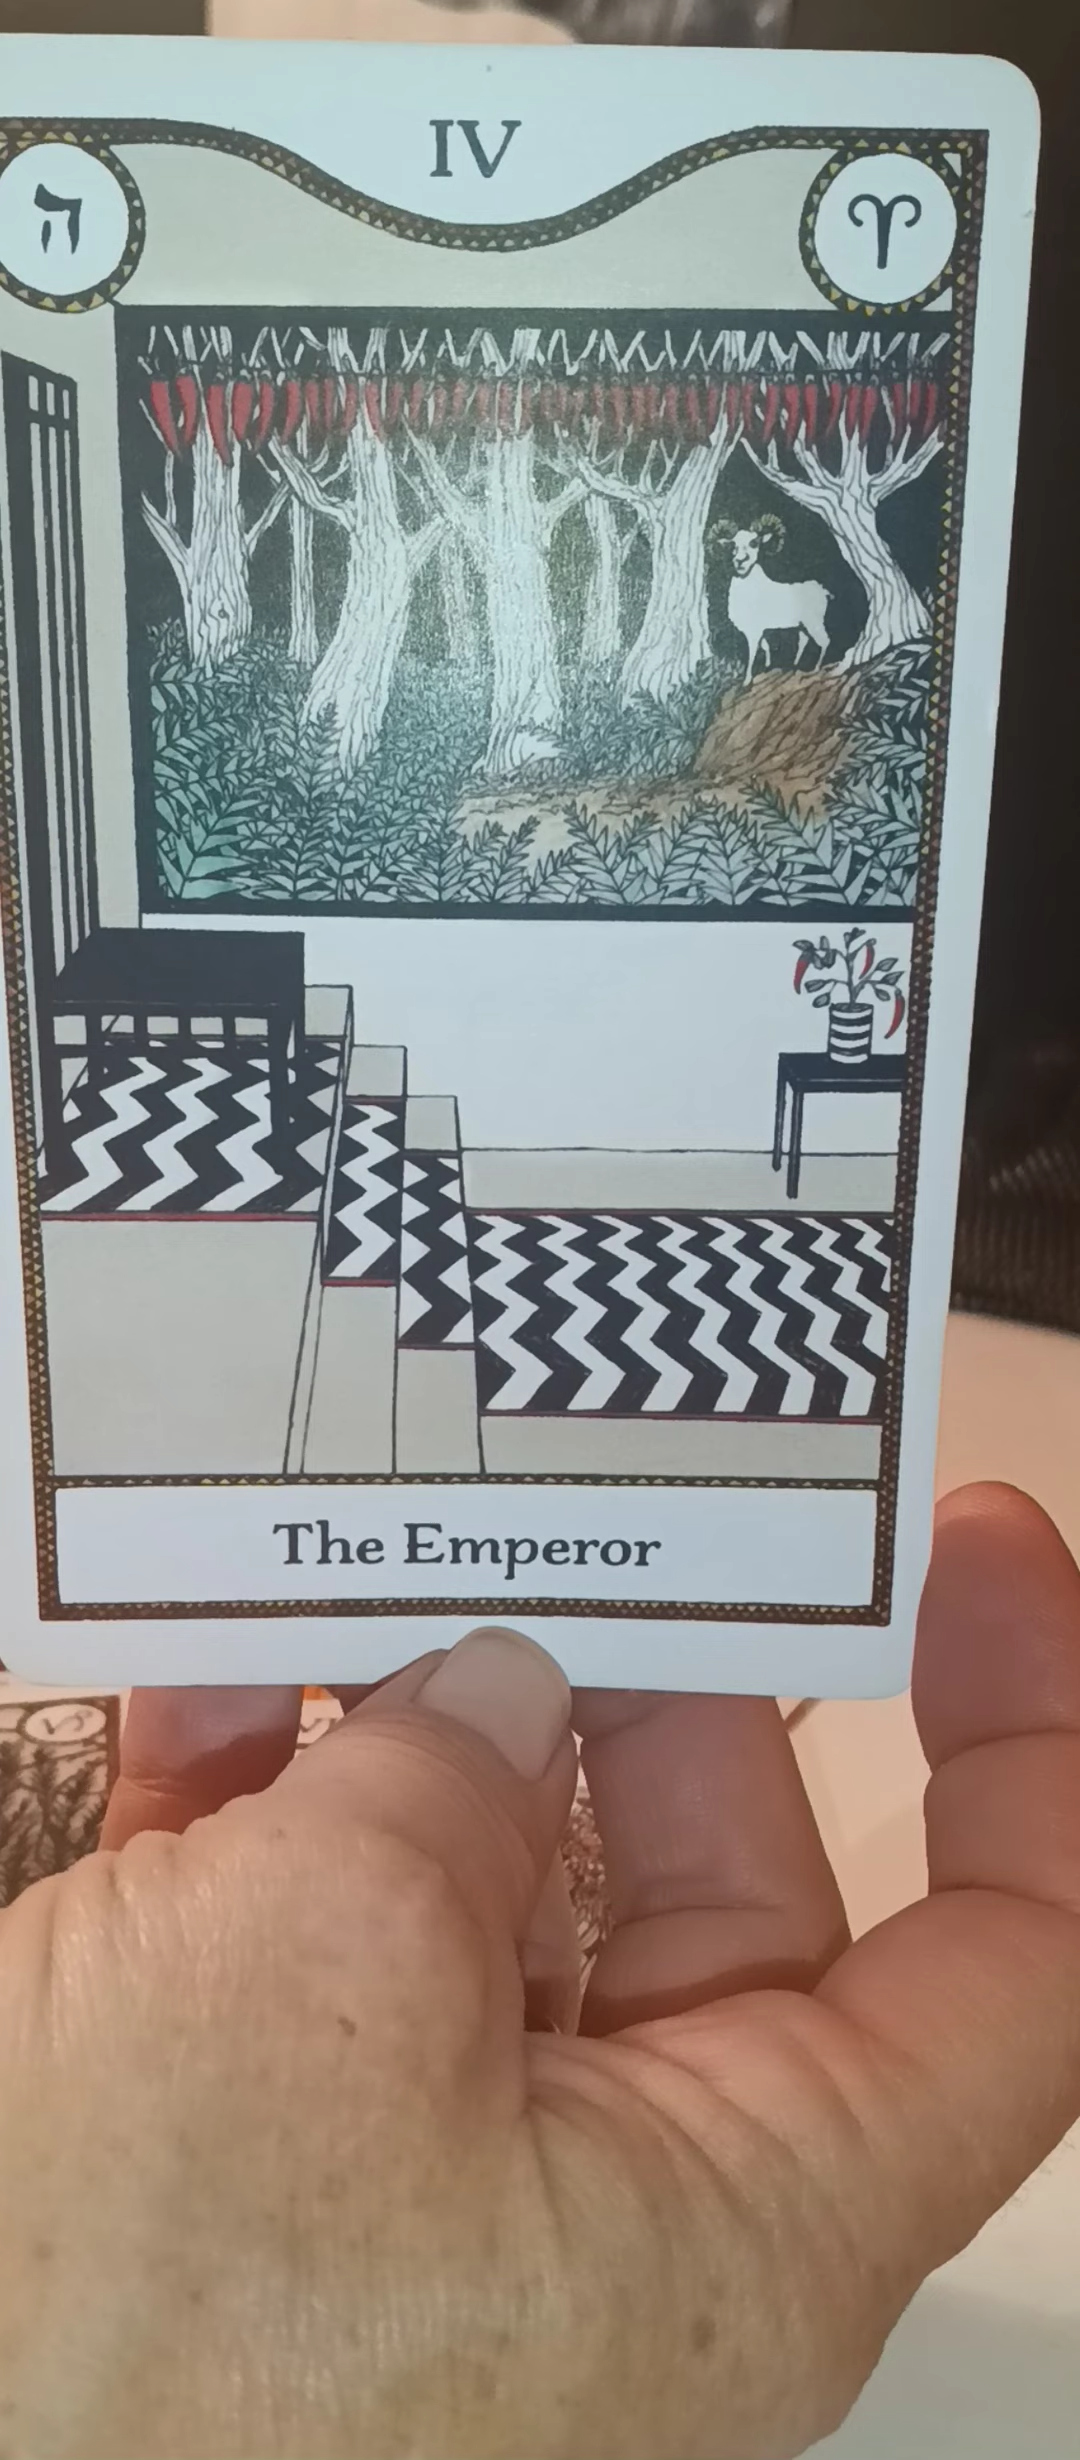 IV
ה ♈
The Emperor